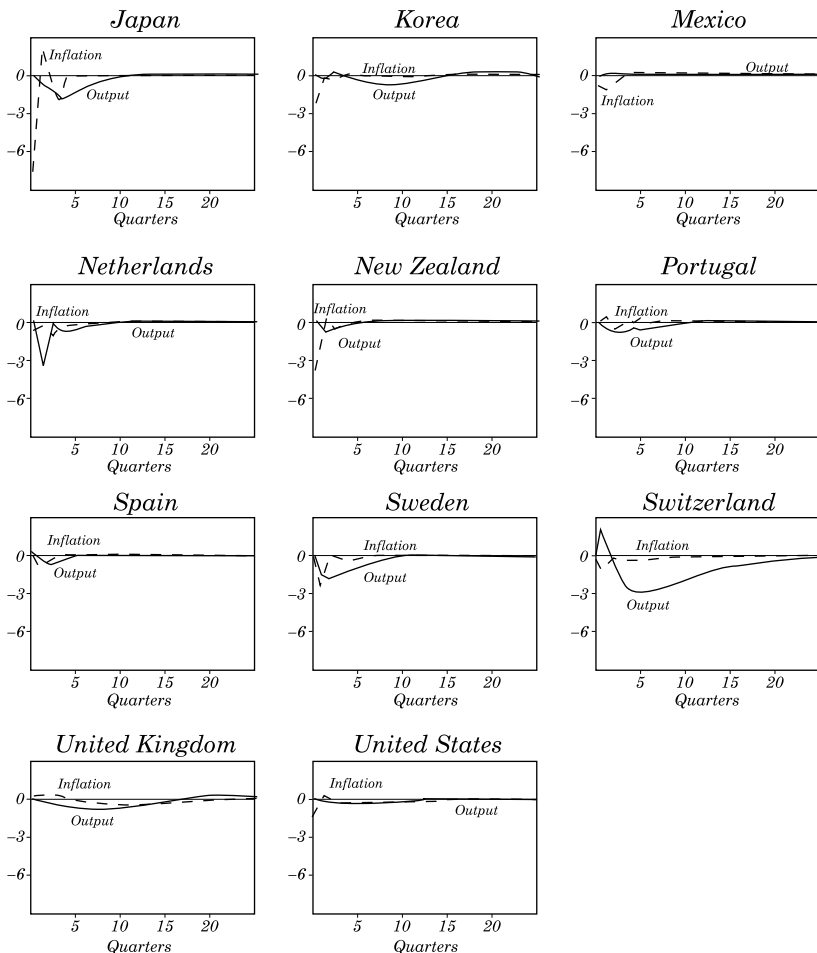 Japan Korea Mexico
0 Inflation 0 Inflation 0 Output
Output Output Inflation
−3 −3 −3
−6 −6 −6
5 10 15 20 5 10 15 20 5 10 15 20
Quarters Quarters Quarters
Netherlands New Zealand Portugal
Inflation Inflation Inflation
0 0 0
Output Output Output
−3 −3 −3
−6 −6 −6
5 10 15 20 5 10 15 20 5 10 15 20
Quarters Quarters Quarters
Spain Sweden Switzerland
Inflation Inflation Inflation
0 0 0
Output Output Output
−3 −3 −3
−6 −6 −6
5 10 15 20 5 10 15 20 5 10 15 20
Quarters Quarters Quarters
United Kingdom United States
Inflation Inflation
0 0
Output Output
−3 −3
−6 −6
5 10 15 20 5 10 15 20
Quarters Quarters